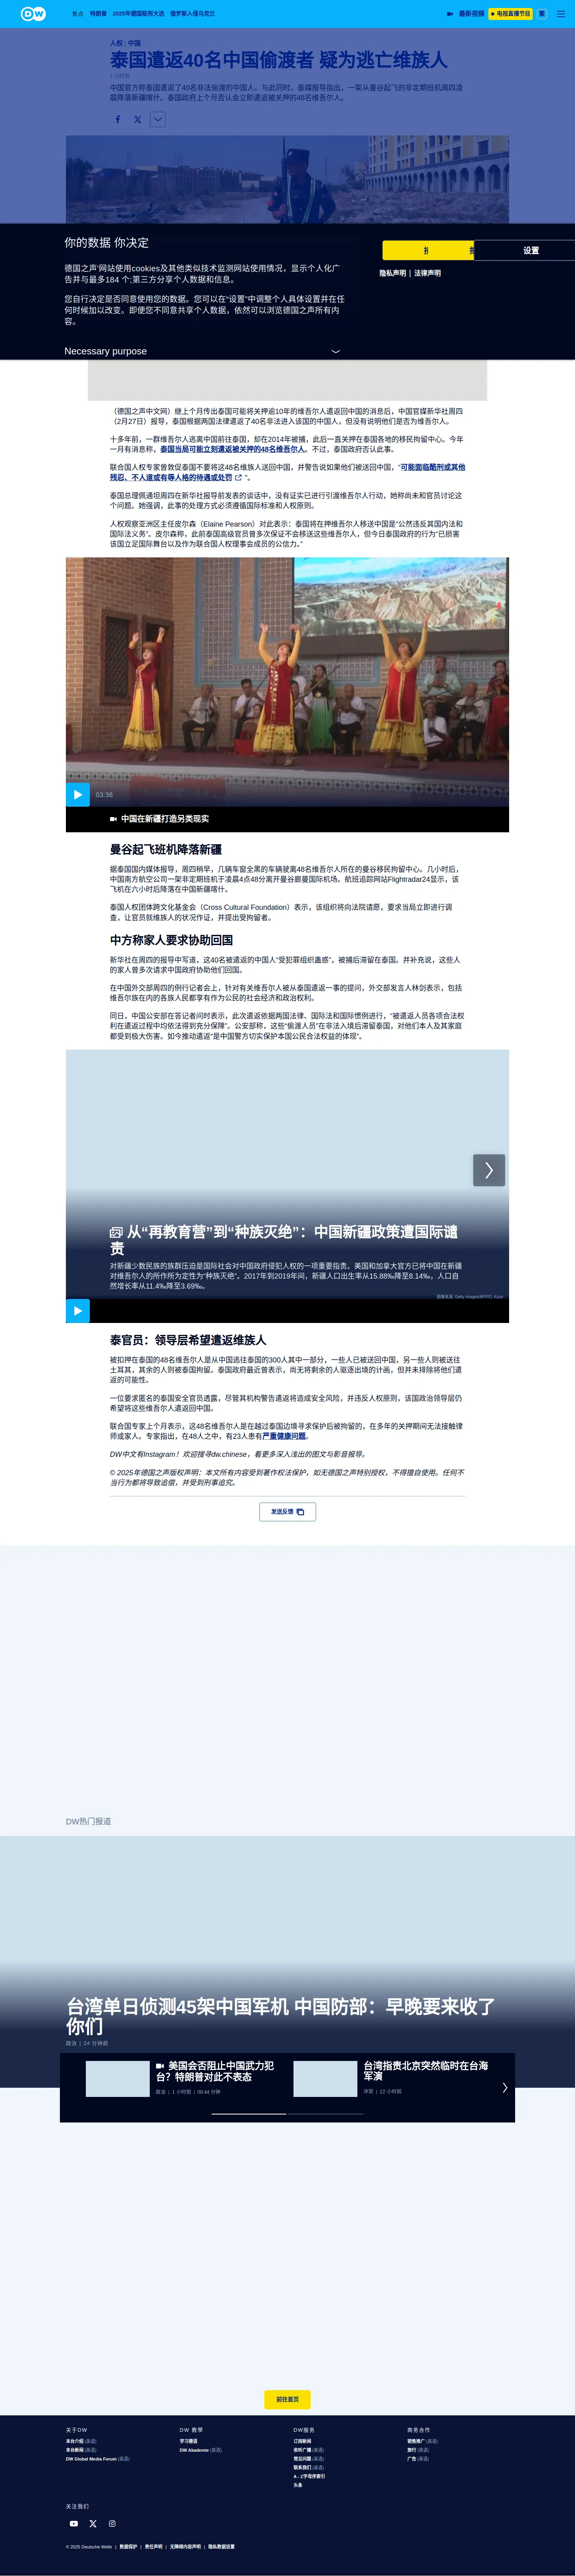 DW
焦点 特朗普 2025年德国联邦大选 俄罗斯入侵乌克兰
最新视频 电视直播节目 繁
人权 | 中国
泰国遣返40名中国偷渡者 疑为逃亡维族人
1 小时前
中国官方称泰国遣返了40名非法偷渡的中国人。与此同时，泰媒报导指出，一架从曼谷起飞的非定期班机周四凌
晨降落新疆喀什。泰国政府上个月否认会立即遣返被关押的48名维吾尔人。
你的数据 你决定
德国之声˝网站使用cookies及其他类似技术监测网站使用情况，显示个人化广
告并与最多184 个;第三方分享个人数据和信息。
您自行决定是否同意使用您的数据。您可以在“设置”中调整个人具体设置并在任
何时候加以改变。即便您不同意共享个人数据，依然可以浏览德国之声所有内
容。
设置
隐私声明 | 法律声明
Necessary purpose
（德国之声中文网）继上个月传出泰国可能将关押逾10年的维吾尔人遣返回中国的消息后，中国官媒新华社周四
（2月27日）报导，泰国根据两国法律遣返了40名非法进入该国的中国人，但没有说明他们是否为维吾尔人。
十多年前，一群维吾尔人逃离中国前往泰国，却在2014年被捕，此后一直关押在泰国各地的移民拘留中心。今年
一月有消息称，泰国当局可能立刻遣返被关押的48名维吾尔人。不过，泰国政府否认此事。
联合国人权专家曾敦促泰国不要将这48名维族人送回中国，并警告说如果他们被送回中国，“可能面临酷刑或其他
残忍、不人道或有辱人格的待遇或处罚 ”。
泰国总理佩通坦周四在新华社报导前发表的谈话中，没有证实已进行引渡维吾尔人行动，她称尚未和官员讨论这
个问题。她强调，此事的处理方式必须遵循国际标准和人权原则。
人权观察亚洲区主任皮尔森（Elaine Pearson）对此表示：泰国将在押维吾尔人移送中国是“公然违反其国内法和
国际法义务”。皮尔森称，此前泰国高级官员曾多次保证不会移送这些维吾尔人，但今日泰国政府的行为“已损害
该国立足国际舞台以及作为联合国人权理事会成员的公信力。”
03:36
中国在新疆打造另类现实
曼谷起飞班机降落新疆
据泰国国内媒体报导，周四稍早，几辆车窗全黑的车辆驶离48名维吾尔人所在的曼谷移民拘留中心。几小时后，
中国南方航空公司一架非定期班机于凌晨4点48分离开曼谷廊曼国际机场。航班追踪网站Flightradar24显示，该
飞机在六小时后降落在中国新疆喀什。
泰国人权团体跨文化基金会（Cross Cultural Foundation）表示，该组织将向法院请愿，要求当局立即进行调
查，让官员就维族人的状况作证，并提出受拘留者。
中方称家人要求协助回国
新华社在周四的报导中写道，这40名被遣返的中国人“受犯罪组织蛊惑”，被捕后滞留在泰国。并补充说，这些人
的家人曾多次请求中国政府协助他们回国。
在中国外交部周四的例行记者会上，针对有关维吾尔人被从泰国遣返一事的提问，外交部发言人林剑表示，包括
维吾尔族在内的各族人民都享有作为公民的社会经济和政治权利。
同日，中国公安部在答记者问时表示，此次遣返依据两国法律、国际法和国际惯例进行，“被遣返人员各项合法权
利在遣返过程中均依法得到充分保障”。公安部称，这些“偷渡人员”在非法入境后滞留泰国，对他们本人及其家庭
都受到极大伤害。如今推动遣返“是中国警方切实保护本国公民合法权益的体现”。
从“再教育营”到“种族灭绝”：中国新疆政策遭国际谴
责
对新疆少数民族的族群压迫是国际社会对中国政府侵犯人权的一项重要指责。美国和加拿大官方已将中国在新疆
对维吾尔人的所作所为定性为“种族灭绝”。2017年到2019年间，新疆人口出生率从15.88‰降至8.14‰，人口自
然增长率从11.4‰降至3.69‰。
图像来源: Getty Images/AFP/O. Kose
泰官员：领导层希望遣返维族人
被扣押在泰国的48名维吾尔人是从中国逃往泰国的300人其中一部分，一些人已被送回中国，另一些人则被送往
土耳其，其余的人则被泰国拘留。泰国政府最近曾表示，尚无将剩余的人驱逐出境的计画，但并未排除将他们遣
返的可能性。
一位要求匿名的泰国安全官员透露，尽管其机构警告遣返将造成安全风险，并违反人权原则，该国政治领导层仍
希望将这些维吾尔人遣返回中国。
联合国专家上个月表示，这48名维吾尔人是在越过泰国边境寻求保护后被拘留的，在多年的关押期间无法接触律
师或家人。专家指出，在48人之中，有23人患有严重健康问题。
DW中文有Instagram！欢迎搜寻dw.chinese，看更多深入浅出的图文与影音报导。
© 2025年德国之声版权声明：本文所有内容受到著作权法保护，如无德国之声特别授权，不得擅自使用。任何不
当行为都将导致追偿，并受到刑事追究。
发送反馈
DW热门报道
台湾单日侦测45架中国军机 中国防部：早晚要来收了
你们
政治 | 24 分钟前
美国会否阻止中国武力犯
台？特朗普对此不表态
政治 | 1 小时前 | 00:44 分钟
台湾指责北京突然临时在台海
军演
冲突 | 22 小时前
前往首页
关于DW
本台介绍 (英语)
本台新闻 (英语)
DW Global Media Forum (英语)
DW 教学
学习德语
DW Akademie (英语)
DW服务
订阅新闻
收听广播 (英语)
常见问题 (英语)
联系我们 (英语)
A - Z字母序索引
头条
商务合作
销售推广 (英语)
旅行 (英语)
广告 (英语)
关注我们
© 2025 Deutsche Welle | 数据保护 | 责任声明 | 无障碍内容声明 | 隐私数据设置